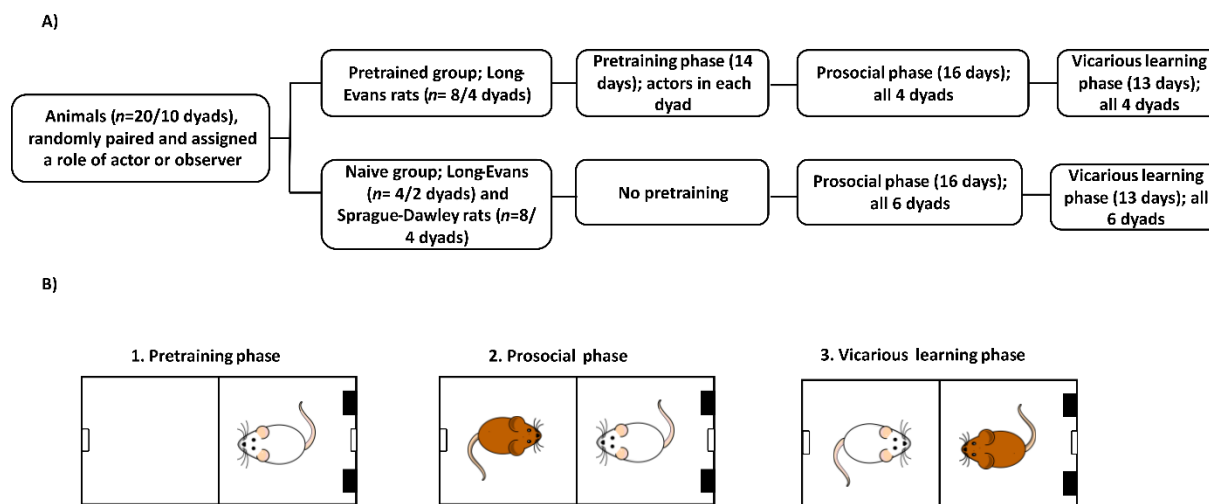 A)
Animals (n=20/10 dyads),
randomly paired and assigned
a role of actor or observer
Pretrained group; Long-
Evans rats (n= 8/4 dyads)
Pretraining phase (14
days); actors in each
dyad
Prosocial phase (16 days);
all 4 dyads
Vicarious learning
phase (13 days);
all 4 dyads
Naive group; Long-Evans
(n= 4/2 dyads) and
Sprague-Dawley rats (n=8/
4 dyads)
No pretraining
Prosocial phase (16 days);
all 6 dyads
Vicarious learning
phase (13 days); all
6 dyads
B)
1. Pretraining phase
2. Prosocial phase
3. Vicarious learning phase